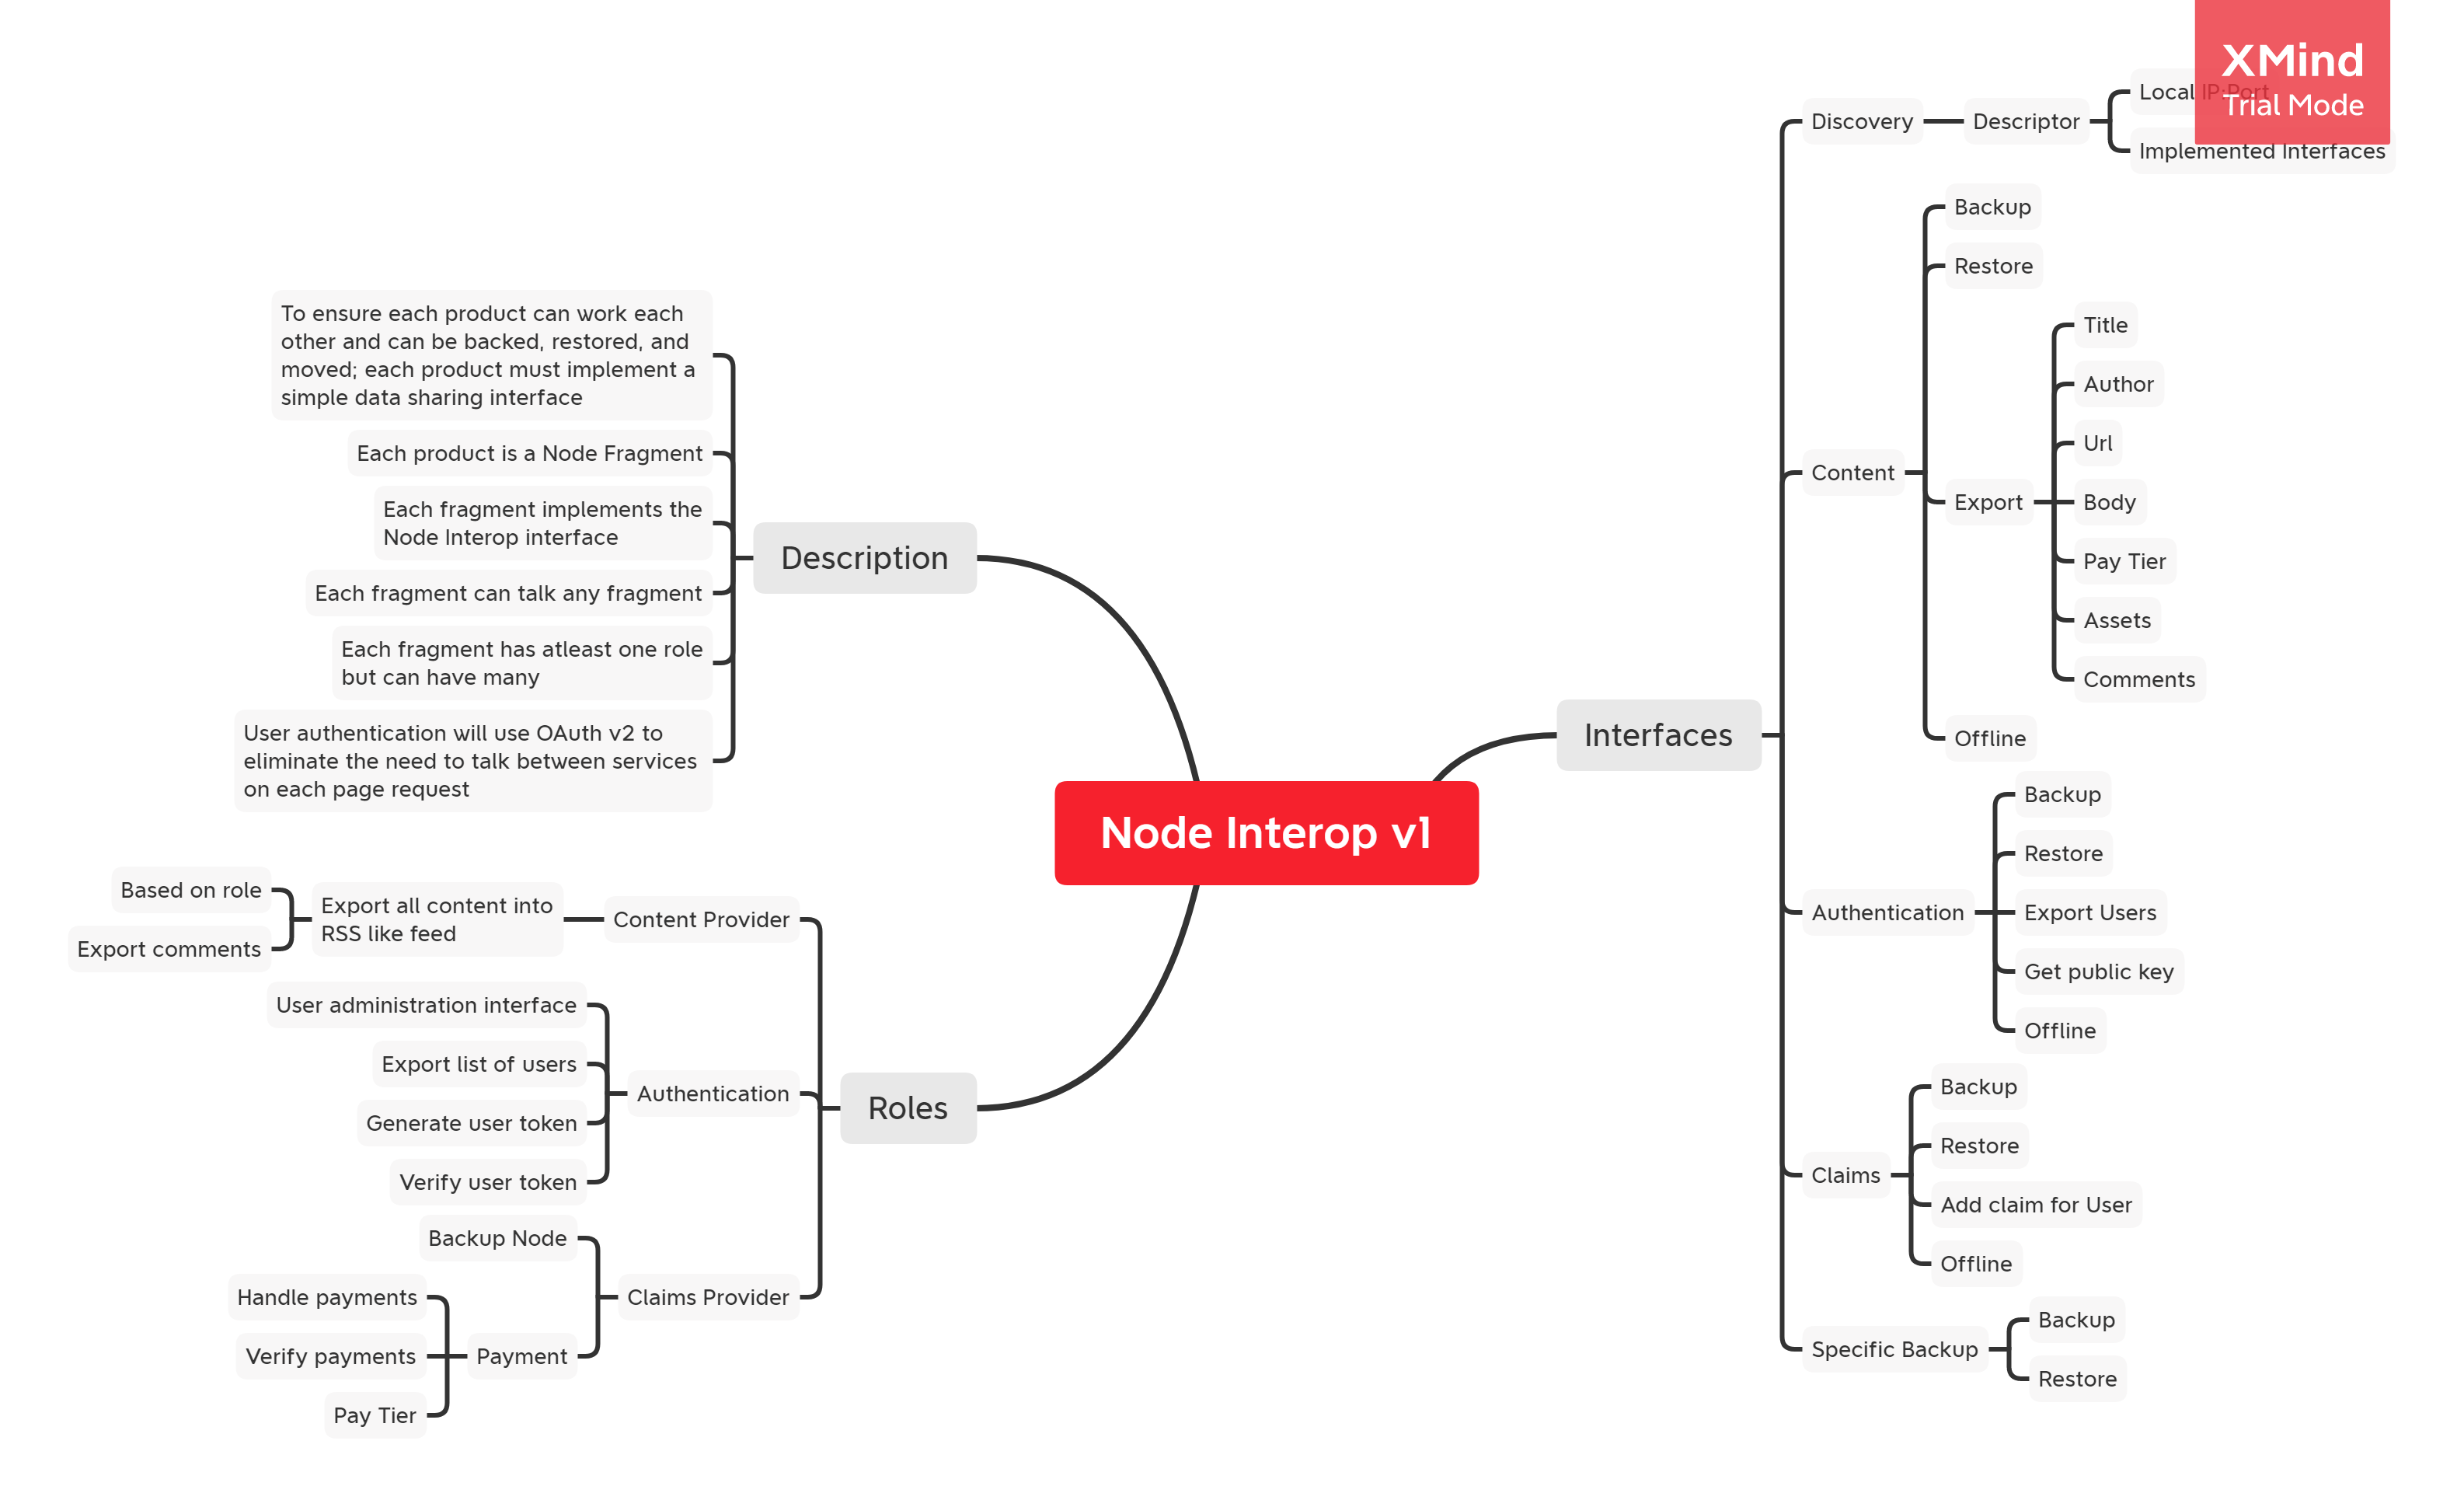 XMind
Trial Mode
Local IP:Port
Discovery
Descriptor
Implemented Interfaces
Backup
Restore
Title
Author
Url
Content
Export
Body
Pay Tier
Assets
Comments
Offline
Interfaces
Backup
Restore
Authentication
Export Users
Get public key
Offline
Backup
Restore
Claims
Add claim for User
Offline
Backup
Specific Backup
Restore
Node Interop v1
To ensure each product can work each
other and can be backed, restored, and
moved; each product must implement a
simple data sharing interface
Each product is a Node Fragment
Each fragment implements the
Node Interop interface
Description
Each fragment can talk any fragment
Each fragment has atleast one role
but can have many
User authentication will use OAuth v2 to
eliminate the need to talk between services
on each page request
Based on role
Export all content into
RSS like feed
Content Provider
Export comments
User administration interface
Export list of users
Authentication
Roles
Generate user token
Verify user token
Backup Node
Handle payments
Claims Provider
Verify payments
Payment
Pay Tier